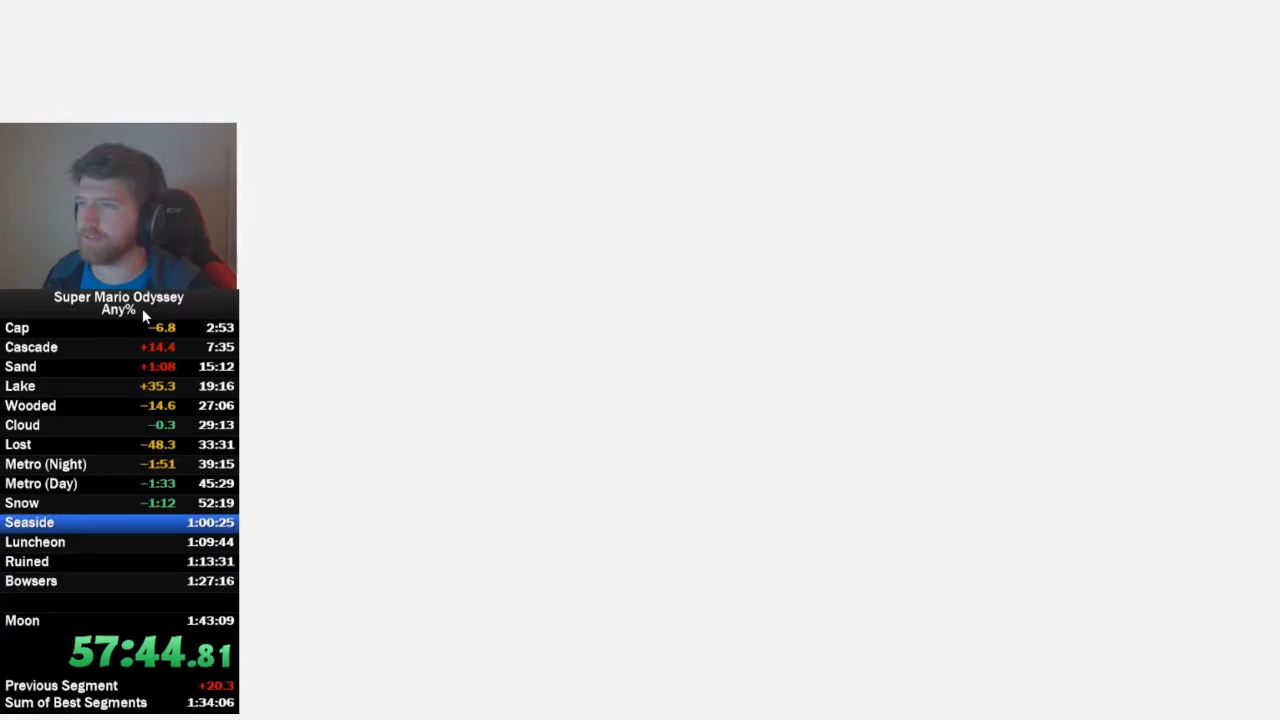 Super Mario Odyssey
Any%
Cap −6.8 2:53
Cascade +14.4 7:35
Sand +1:08 15:12
Lake +35.3 19:16
Wooded −14.6 27:06
Cloud −0.3 29:13
Lost −48.3 33:31
Metro (Night) −1:51 39:15
Metro (Day) −1:33 45:29
Snow −1:12 52:19
Seaside 1:00:25
Luncheon 1:09:44
Ruined 1:13:31
Bowsers 1:27:16
Moon 1:43:09
57:44.81
Previous Segment +20.3
Sum of Best Segments 1:34:06